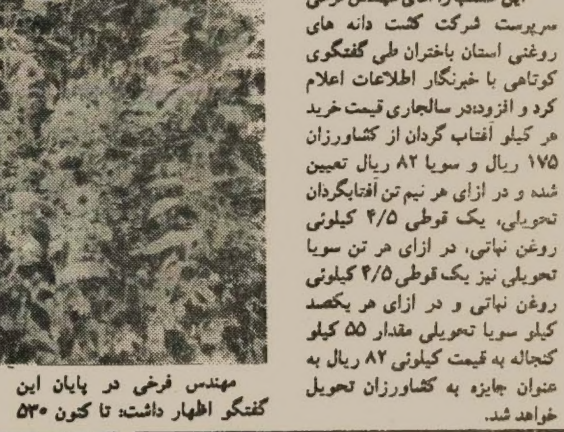 سرپرست شرکت کشت دانه های
روغنی استان باختران طی گفتگوی
کوتاهی با خبرنگار اطلاعات اعلام
کرد و افزود:در سالجاری قیمت خرید
هر کیلو آفتاب گردان از کشاورزان
۱۷۵ ریال و سویا ۸۲ ریال تعیین
شده و در ازای هر نیم تن آفتابگردان
تحویلی، یک قوطی ۴/۵ کیلوئی
روغن نباتی، در ازای هر تن سویا
تحویلی نیز یک قوطی ۴/۵ کیلوئی
روغن نباتی و در ازای هر یکصد
کیلو سویا تحویلی مقدار ۵۵ کیلو
کنجاله به قیمت کیلوئی ۸۲ ریال به
عنوان جایزه به کشاورزان تحویل
خواهد شد.
مهندس فرخی در پایان این
گفتگو اظهار داشت: تا کنون ۵۳۰